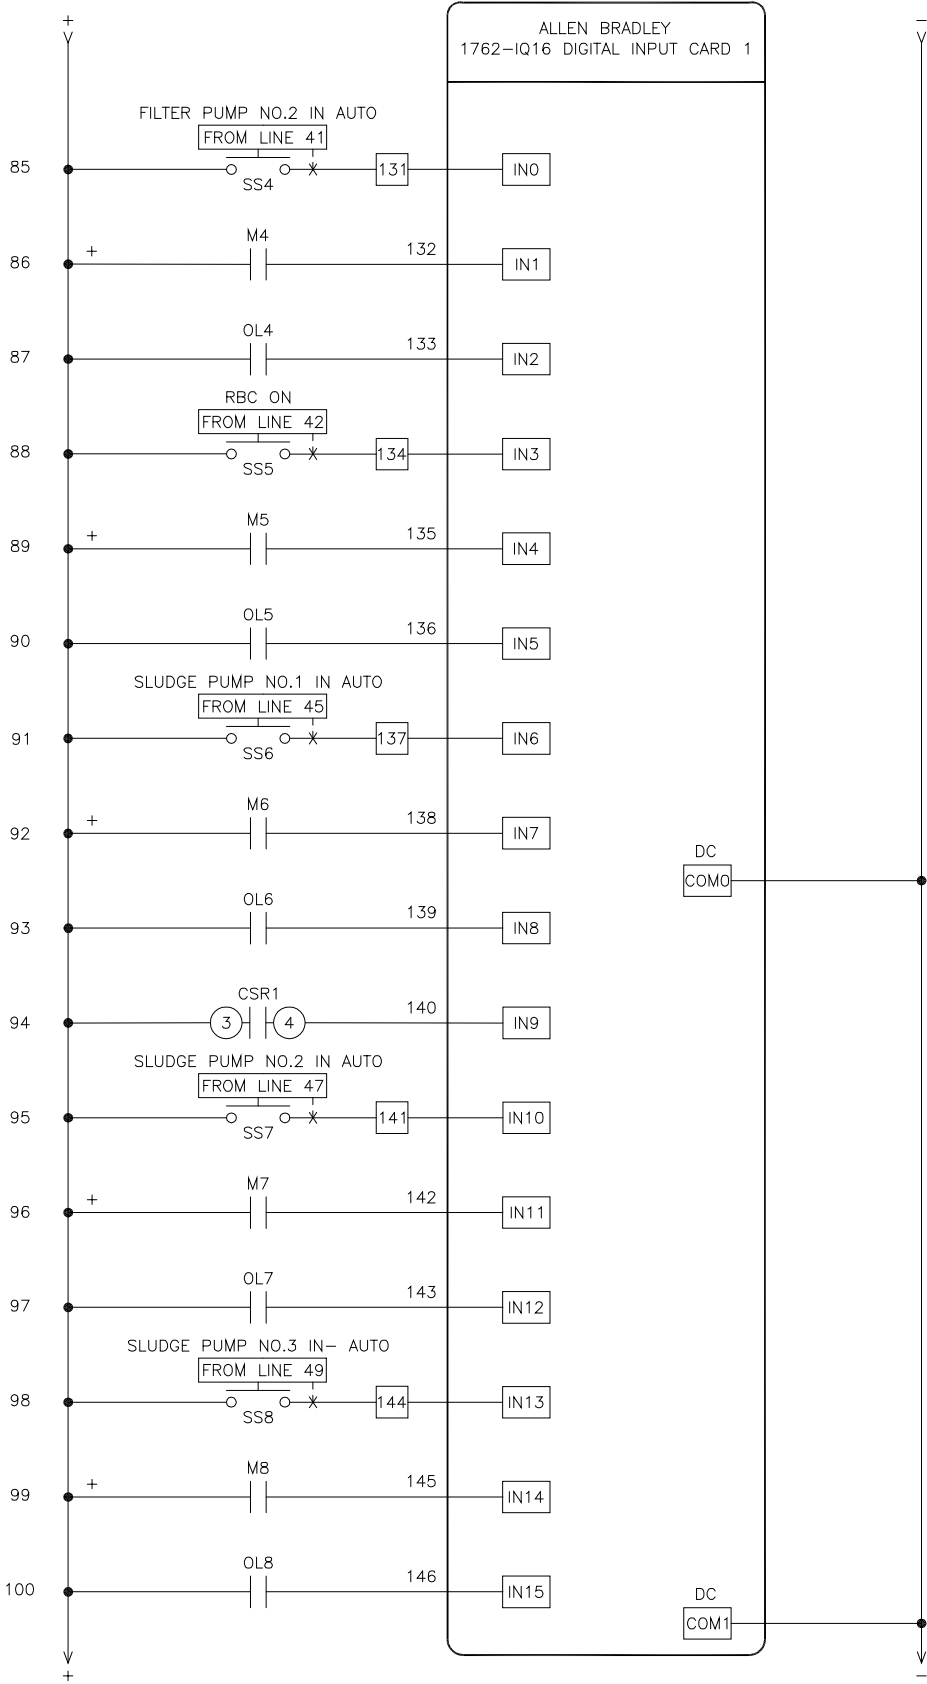 +
−
ALLEN BRADLEY
1762−IQ16 DIGITAL INPUT CARD 1
FILTER PUMP NO.2 IN AUTO
FROM LINE 41
85
SS4
131
IN0
86
+
M4
132
IN1
87
OL4
133
IN2
RBC ON
FROM LINE 42
88
SS5
134
IN3
89
+
M5
135
IN4
90
OL5
136
IN5
SLUDGE PUMP NO.1 IN AUTO
FROM LINE 45
91
SS6
137
IN6
92
+
M6
138
IN7
DC
COM0
93
OL6
139
IN8
94
CSR1
3
4
140
IN9
SLUDGE PUMP NO.2 IN AUTO
FROM LINE 47
95
SS7
141
IN10
96
+
M7
142
IN11
97
OL7
143
IN12
SLUDGE PUMP NO.3 IN− AUTO
FROM LINE 49
98
SS8
144
IN13
99
+
M8
145
IN14
100
OL8
146
IN15
DC
COM1
+
−